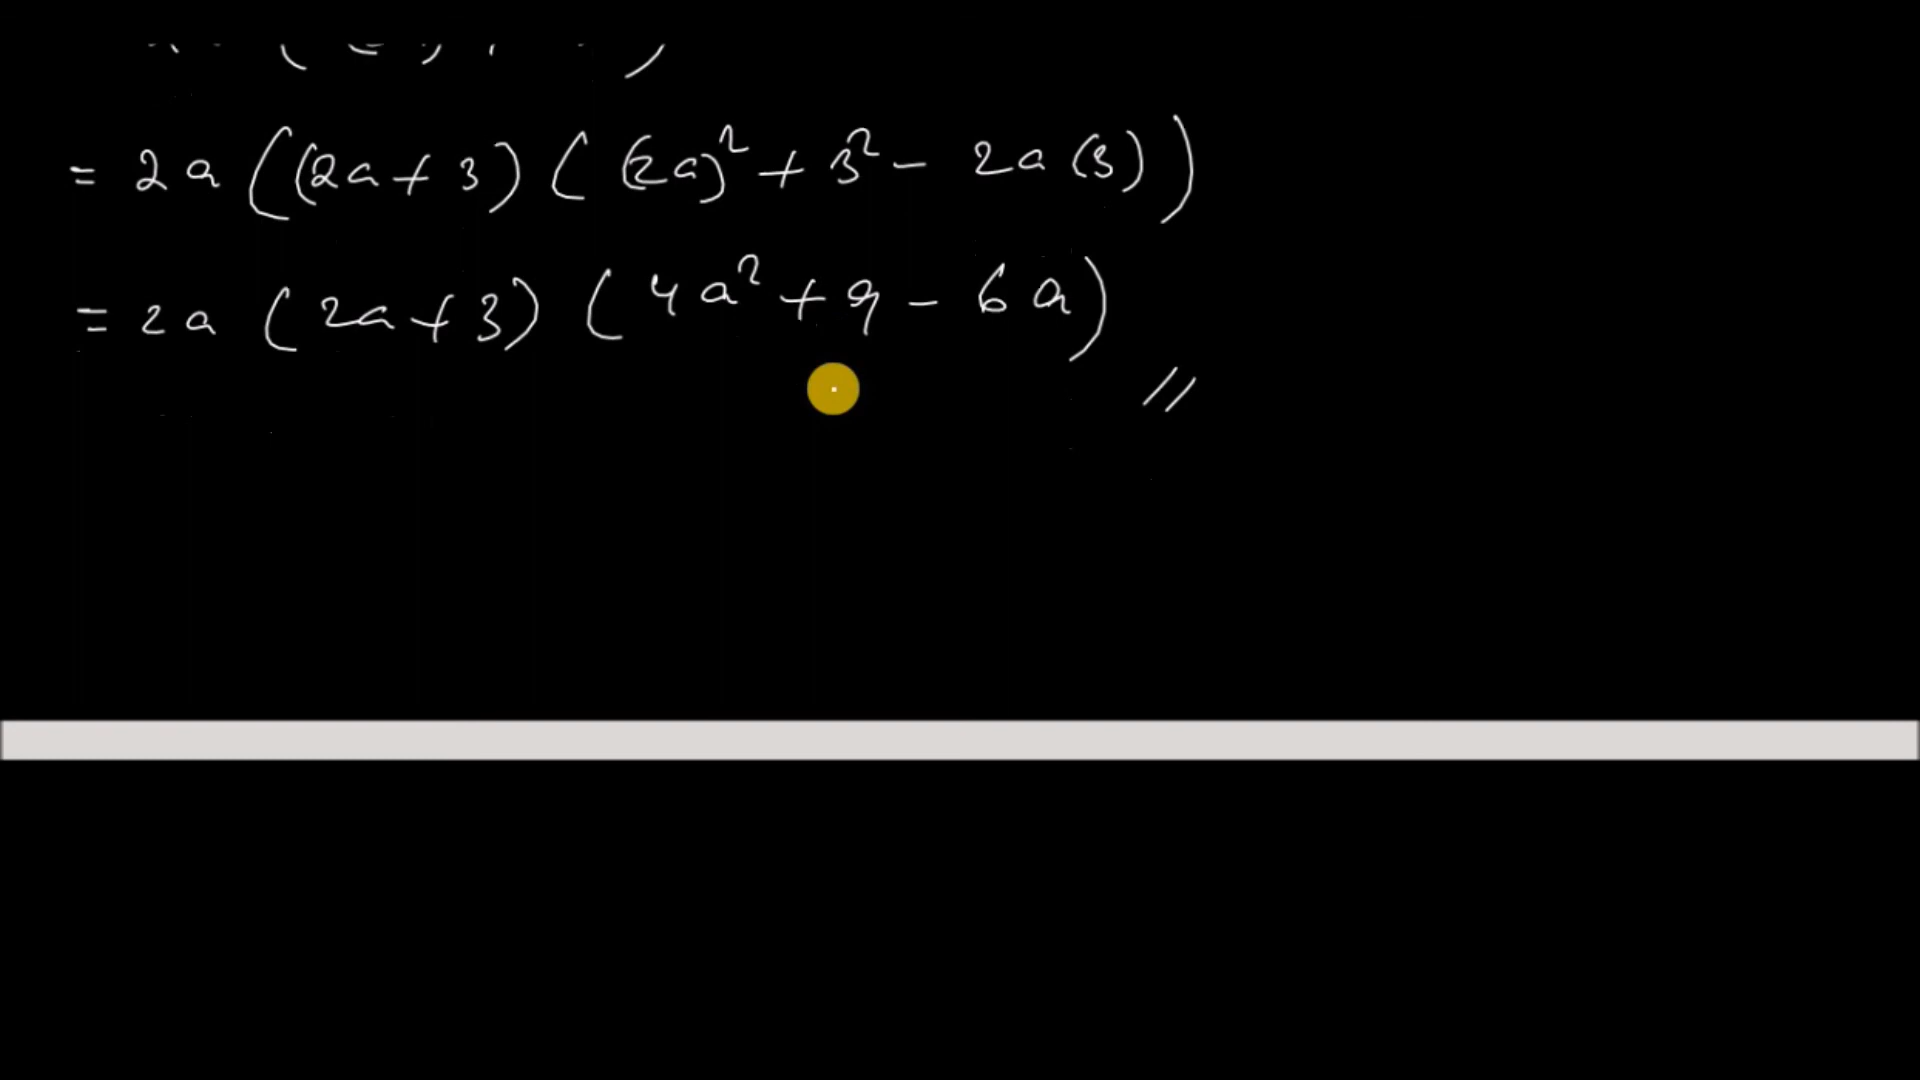 = 2a ((2a + 3) ( (2a)² + 3² - 2a (3) ))
= 2a (2a + 3) ( 4a² + 9 - 6a ) //